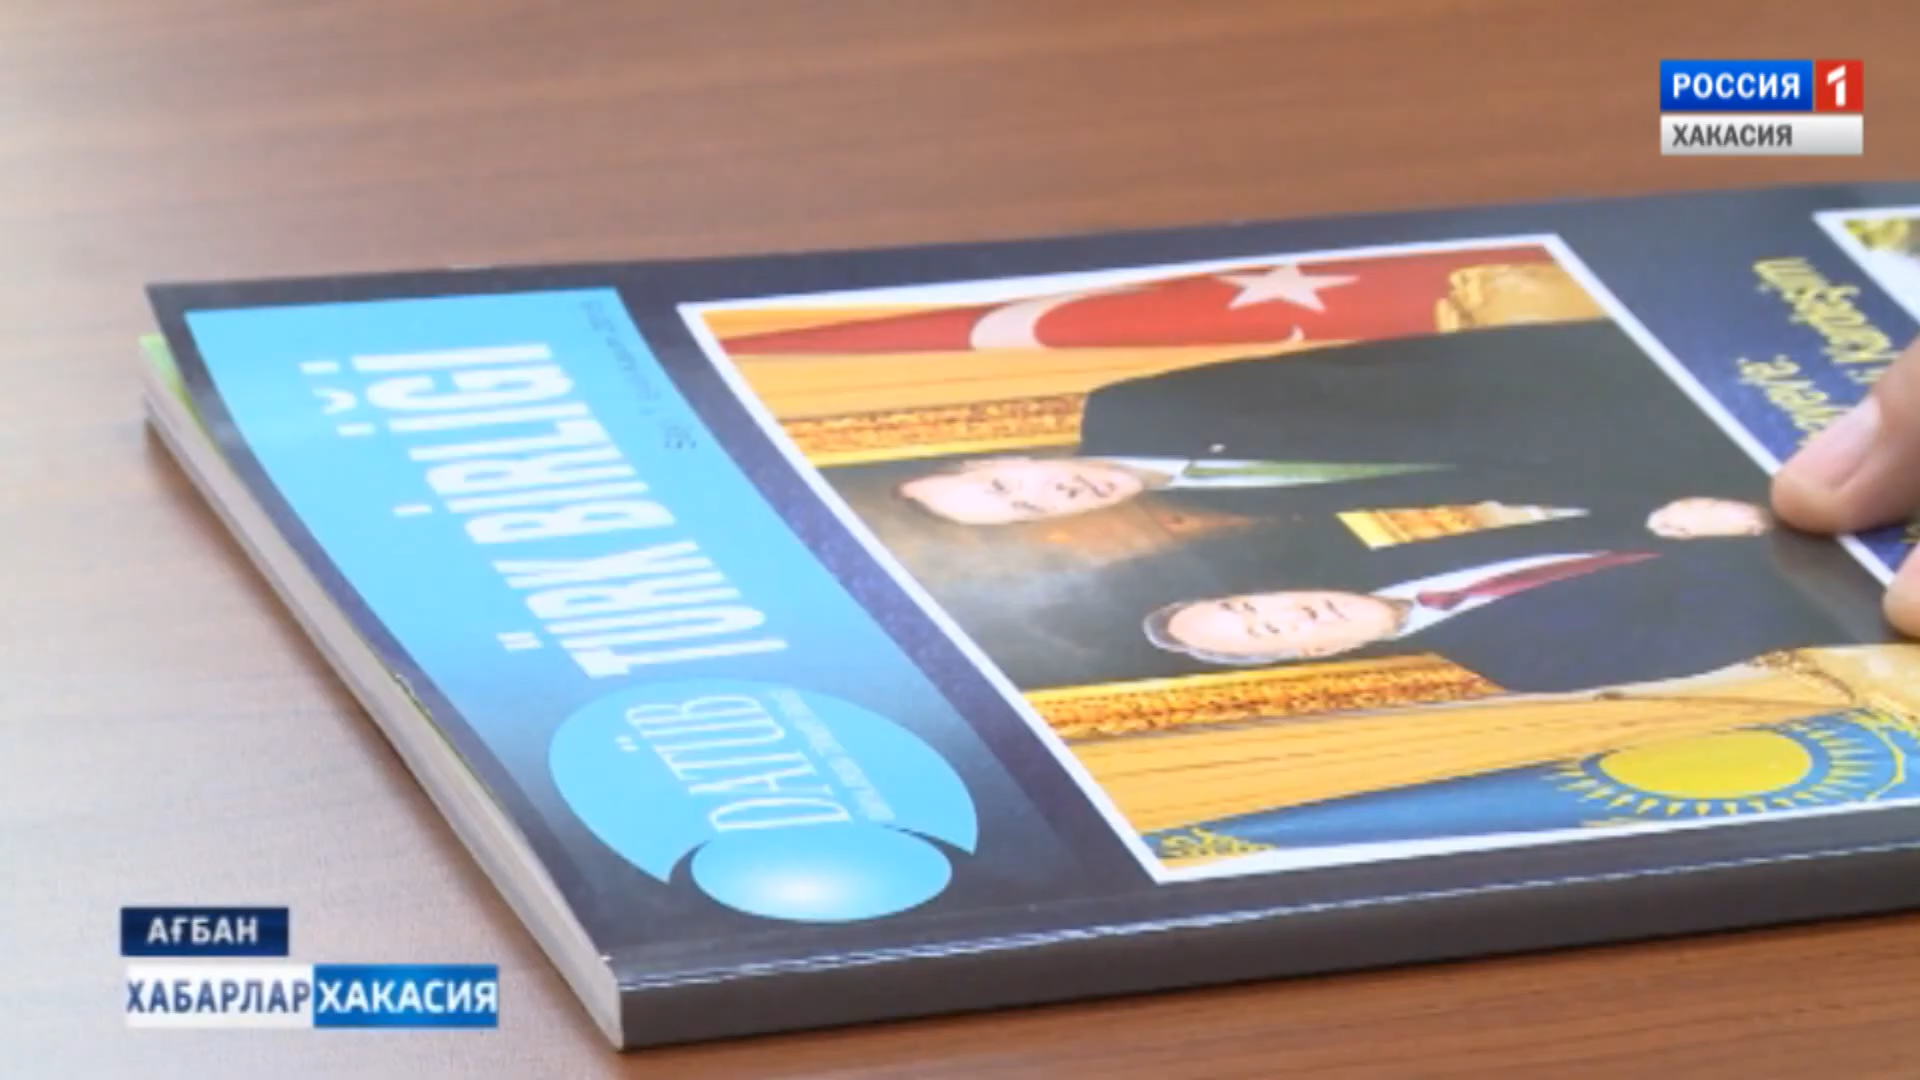 РОССИЯ 1
ХАКАСИЯ
TÜRK BİRLİĞİ
DATÜB
АҒБАН
ХАБАРЛАР ХАКАСИЯ